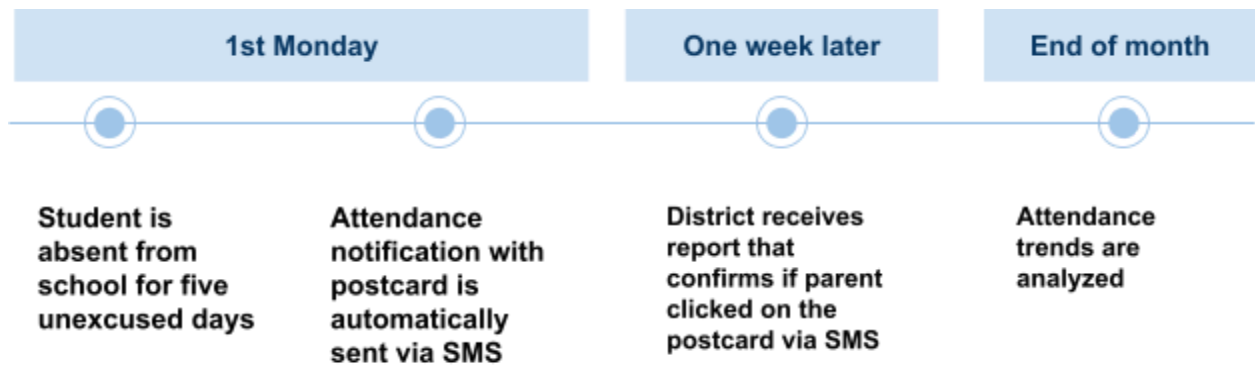 1st Monday
One week later
End of month
Student is
absent from
school for five
unexcused days
Attendance
notification with
postcard is
automatically
sent via SMS
District receives
report that
confirms if parent
clicked on the
postcard via SMS
Attendance
trends are
analyzed